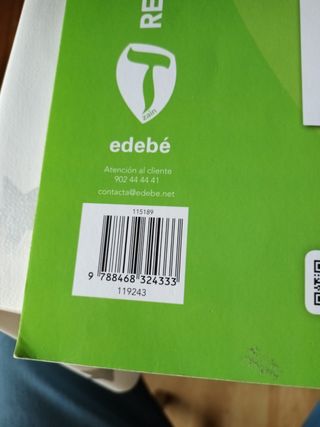 RE
zain
edebé
Atención al cliente
902 44 44 41
contacta@edebe.net
115189
9 788468 324333
119243